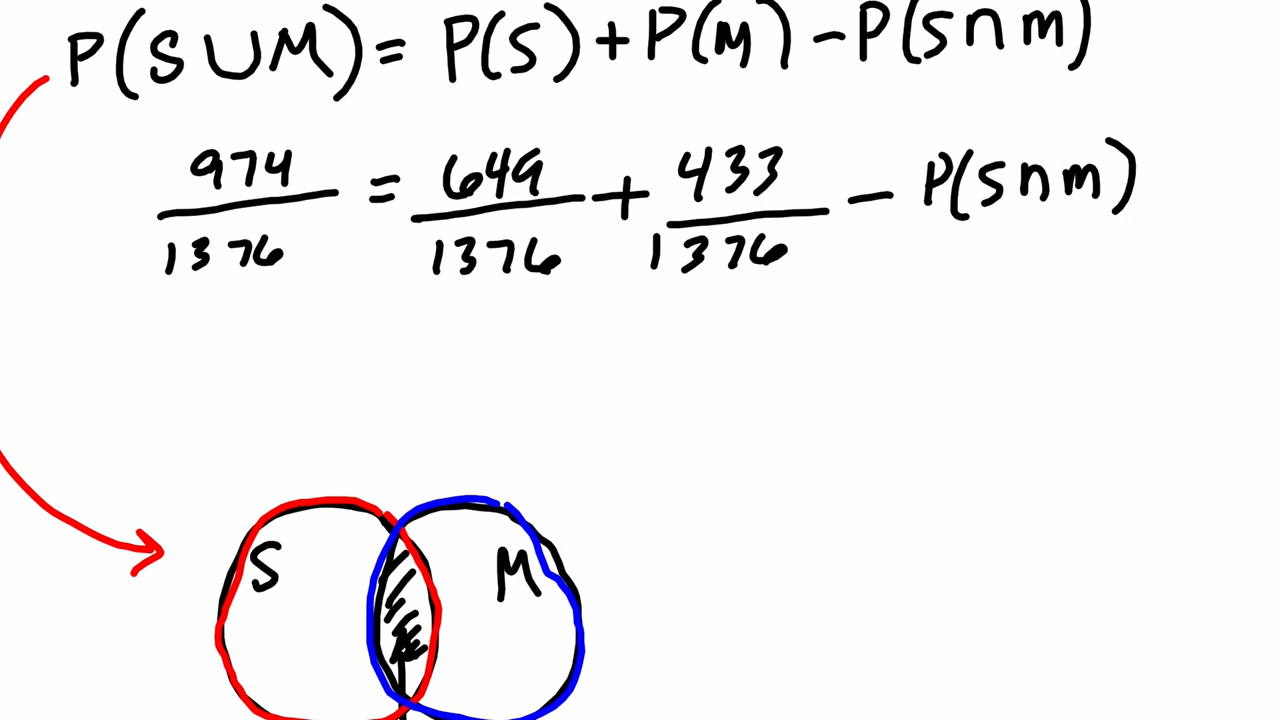 P(S∪M) = P(S) + P(M) - P(S∩M)
974/1376 = 649/1376 + 433/1376 - P(S∩M)
S M